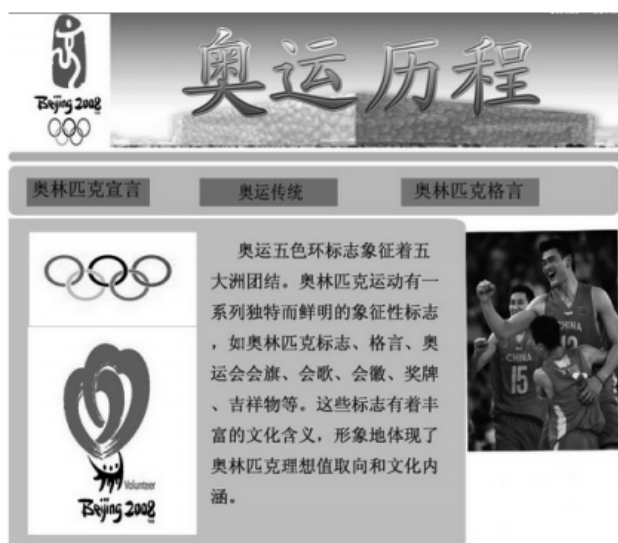 奥运历程
Beijing 2008
奥林匹克宣言
奥运传统
奥林匹克格言
奥运五色环标志象征着五
大洲团结。奥林匹克运动有一
系列独特而鲜明的象征性标志
，如奥林匹克标志、格言、奥
运会会旗、会歌、会徽、奖牌
、吉祥物等。这些标志有着丰
富的文化含义，形象地体现了
奥林匹克理想值取向和文化内
涵。
Volunteer
Beijing 2008
CHINA
15
CHINA